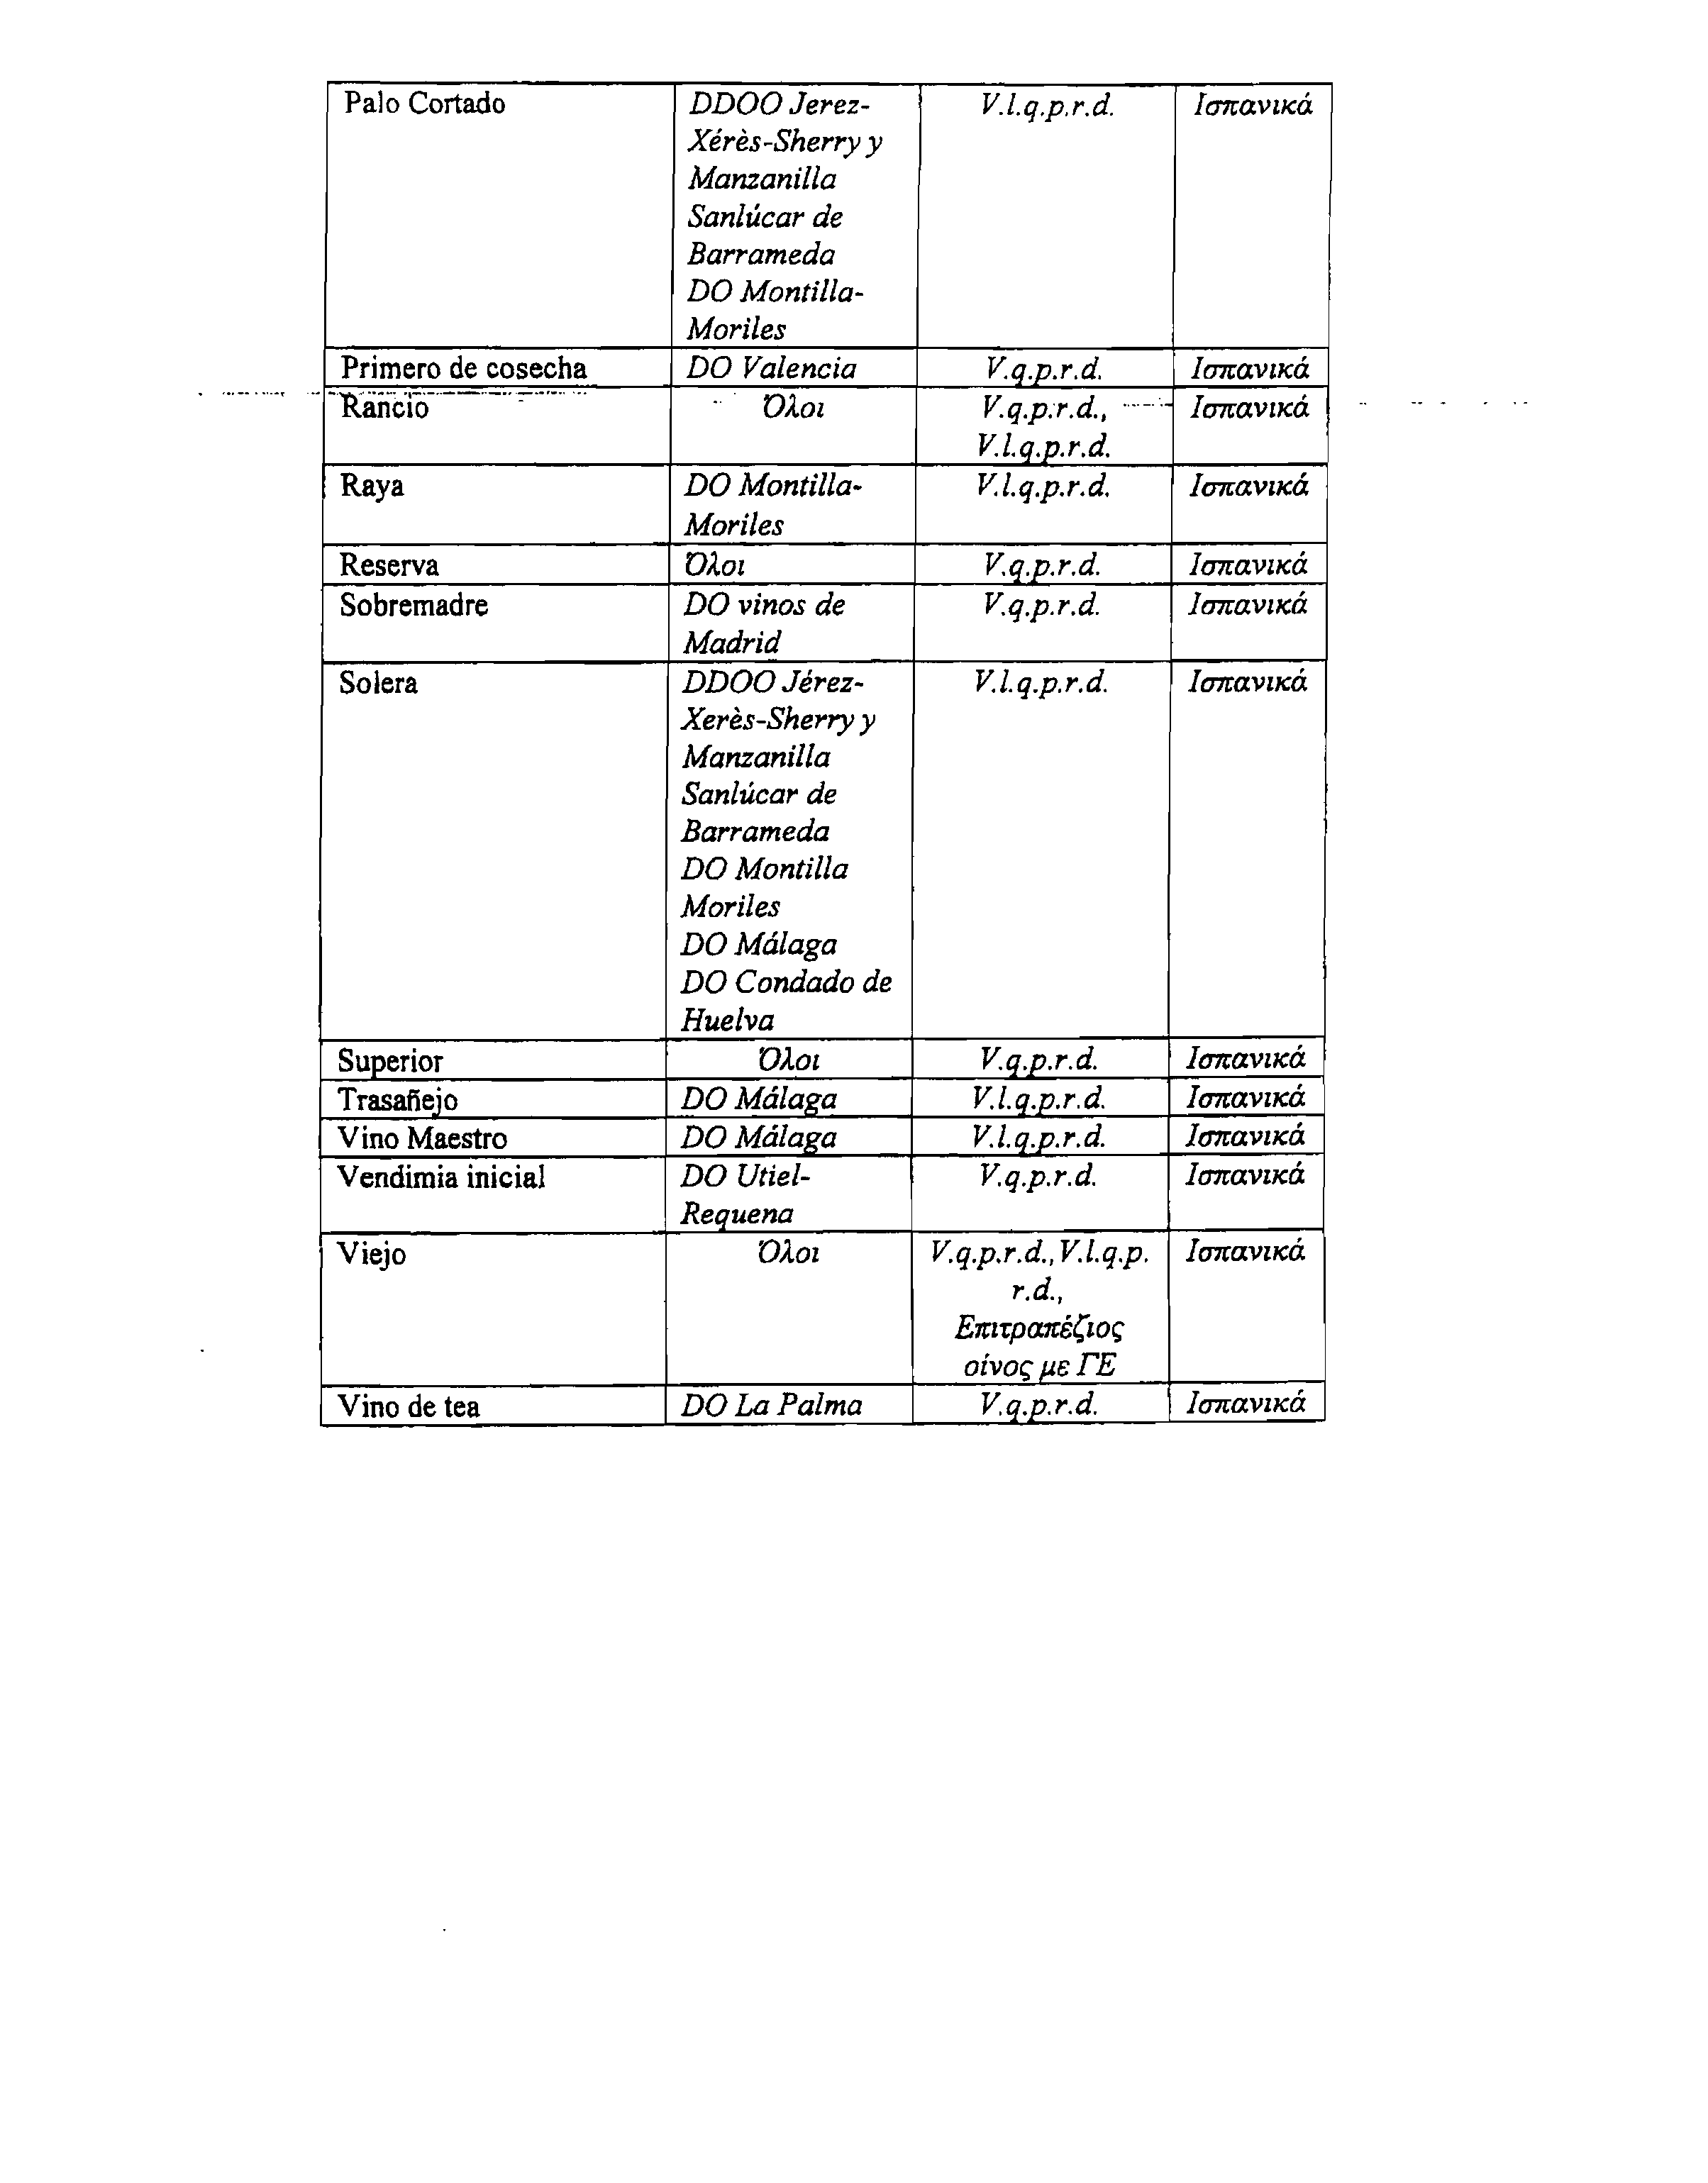 Palo Cortado DDOO Jerez- V.l.q.p.r.d. Ισπανικά
Xérès-Sherry y
Manzanilla
Sanlúcar de
Barrameda
DO Montilla-
Moriles
Primero de cosecha DO Valencia V.q.p.r.d. Ισπανικά
Rancio Όλοι V.q.p.r.d., Ισπανικά
V.l.q.p.r.d.
Raya DO Montilla- V.l.q.p.r.d. Ισπανικά
Moriles
Reserva Όλοι V.q.p.r.d. Ισπανικά
Sobremadre DO vinos de V.q.p.r.d. Ισπανικά
Madrid
Solera DDOO Jérez- V.l.q.p.r.d. Ισπανικά
Xerès-Sherry y
Manzanilla
Sanlúcar de
Barrameda
DO Montilla
Moriles
DO Málaga
DO Condado de
Huelva
Superior Όλοι V.q.p.r.d. Ισπανικά
Trasañejo DO Málaga V.l.q.p.r.d. Ισπανικά
Vino Maestro DO Málaga V.l.q.p.r.d. Ισπανικά
Vendimia inicial DO Utiel- V.q.p.r.d. Ισπανικά
Requena
Viejo Όλοι V.q.p.r.d., V.l.q.p. Ισπανικά
r.d.,
Επιτραπέζιος
οίνος με ΓΕ
Vino de tea DO La Palma V.q.p.r.d. Ισπανικά